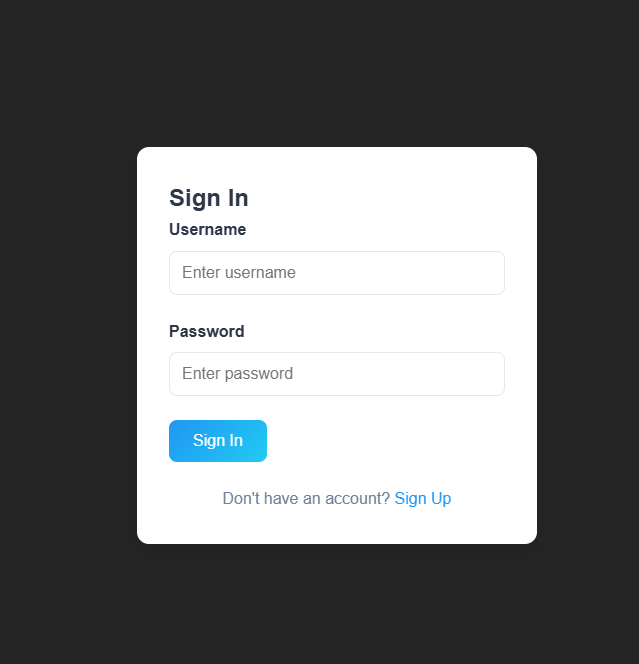 Sign In
Username
Enter username
Password
Enter password
Sign In
Don't have an account? Sign Up